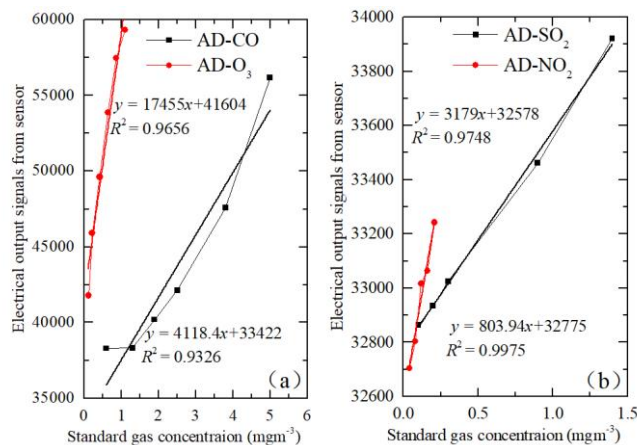 60000
55000
50000
45000
40000
35000
Electrical output signals from sensor
AD-CO
AD-O3
y = 17455x+41604
R2 = 0.9656
y = 4118.4x+33422
R2 = 0.9326
(a)
0 1 2 3 4 5 6
Standard gas concentraion (mgm-3)
34000
33800
33600
33400
33200
33000
32800
32600
Electrical output signals from sensor
AD-SO2
AD-NO2
y = 3179x+32578
R2 = 0.9748
y = 803.94x+32775
R2 = 0.9975
(b)
0.0 0.5 1.0 1.5
Standard gas concentraion (mgm-3)